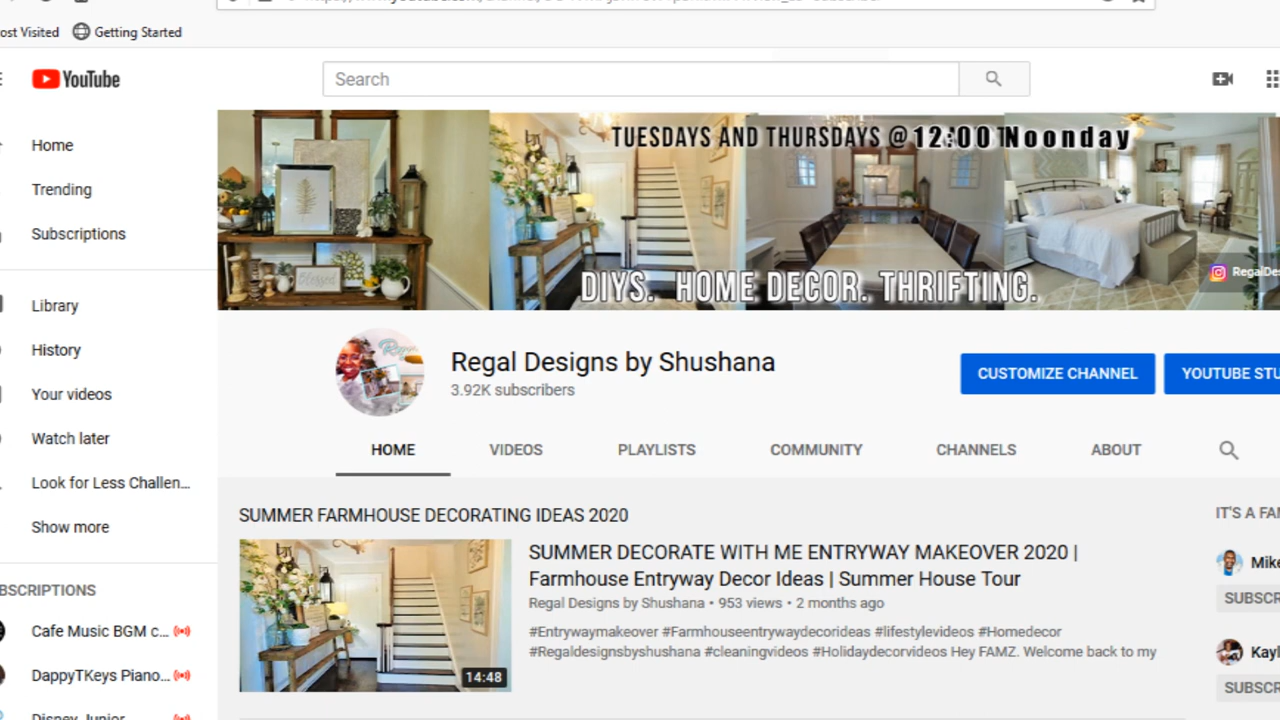 ost Visited Getting Started
YouTube
Search
Home
Trending
Subscriptions
Library
History
Your videos
Watch later
Look for Less Challen...
Show more
BSCRIPTIONS
Cafe Music BGM c...
DappyTKeys Piano...
Disney Junior
TUESDAYS AND THURSDAYS @12:00 Noonday
Blessed
DIYS. HOME DECOR. THRIFTING.
RegalDes
Regal Designs by Shushana
3.92K subscribers
CUSTOMIZE CHANNEL
YOUTUBE STU
HOME VIDEOS PLAYLISTS COMMUNITY CHANNELS ABOUT
SUMMER FARMHOUSE DECORATING IDEAS 2020
14:48
SUMMER DECORATE WITH ME ENTRYWAY MAKEOVER 2020 |
Farmhouse Entryway Decor Ideas | Summer House Tour
Regal Designs by Shushana • 953 views • 2 months ago
#Entrywaymakeover #Farmhouseentrywaydecorideas #lifestylevideos #Homedecor
#Regaldesignsbyshushana #cleaningvideos #Holidaydecorvideos Hey FAMZ. Welcome back to my
IT'S A FA
Mike
SUBSCR
Kayl
SUBSCR